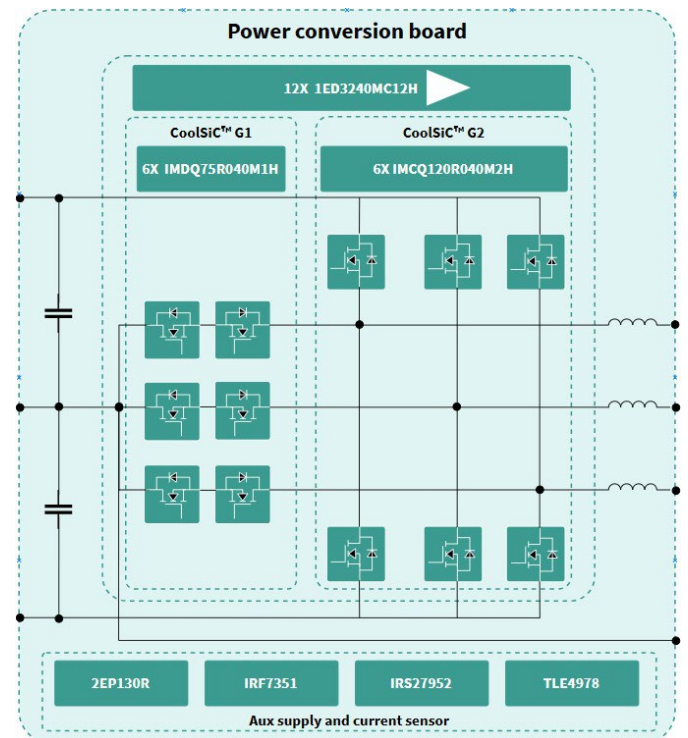 Power conversion board
12X 1ED3240MC12H
CoolSiC™ G1
CoolSiC™ G2
6X IMDQ75R040M1H
6X IMCQ120R040M2H
2EP130R
IRF7351
IRS27952
TLE4978
Aux supply and current sensor